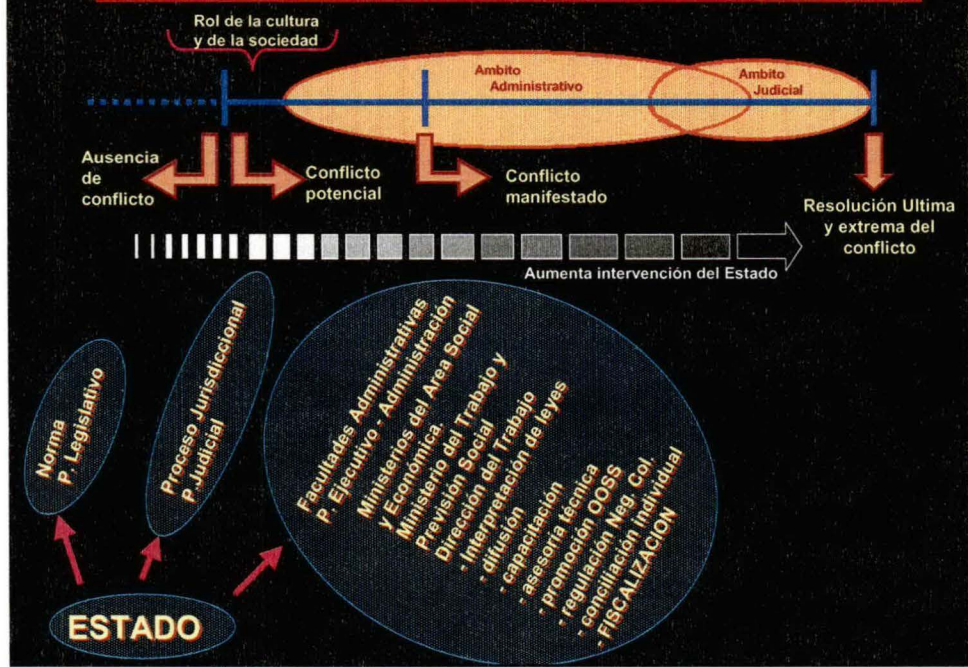 Rol de la cultura
y de la sociedad
Ambito
Administrativo
Ambito
Judicial
Ausencia
de
conflicto
Conflicto
potencial
Conflicto
manifestado
Resolución Ultima
y extrema del
conflicto
Aumenta intervención del Estado
Norma
P. Legislativo
Proceso Jurisdiccional
P. Judicial
Facultades Administrativas
P. Ejecutivo - Administración
Ministerios del Area Social
y Económica.
Ministerio del Trabajo y
Previsión Social
Dirección del Trabajo
- Interpretación de leyes
- difusión
- capacitación
- asesoría técnica
- promoción OOSS
- regulación Neg. Col.
- conciliación Individual
- FISCALIZACION
ESTADO